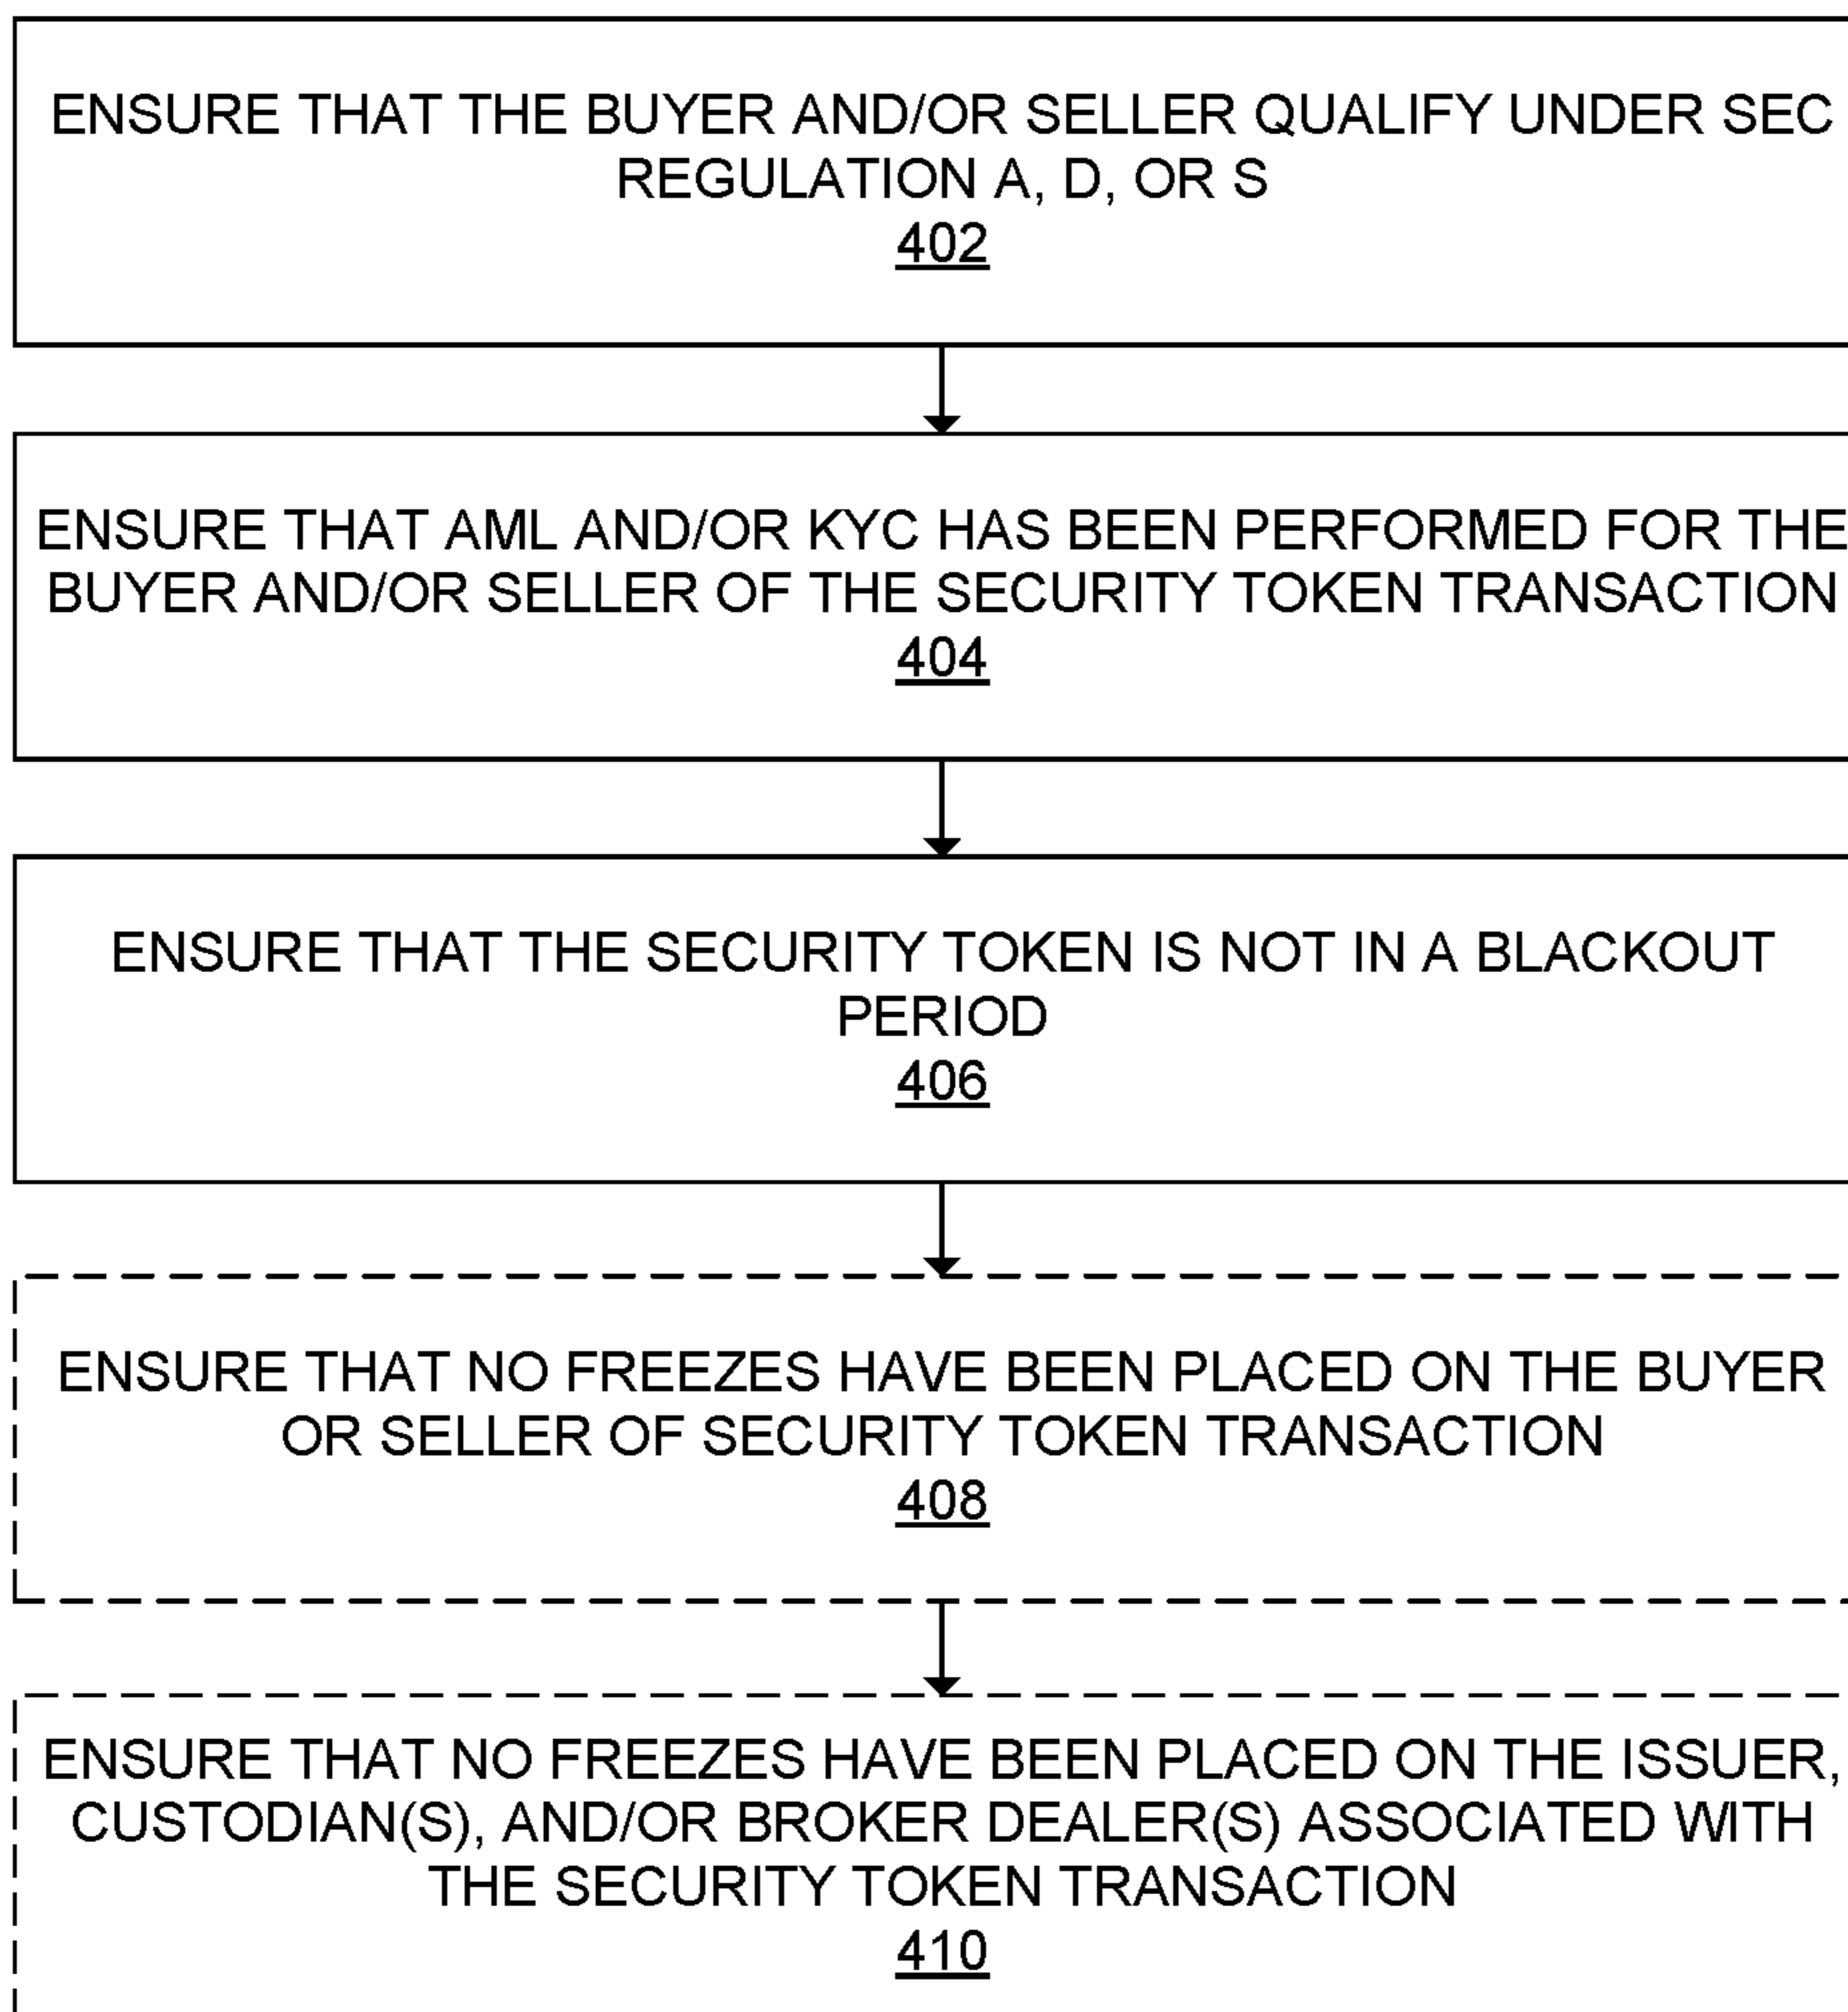 ENSURE THAT THE BUYER AND/OR SELLER QUALIFY UNDER SEC
REGULATION A, D, OR S
402
ENSURE THAT AML AND/OR KYC HAS BEEN PERFORMED FOR THE
BUYER AND/OR SELLER OF THE SECURITY TOKEN TRANSACTION
404
ENSURE THAT THE SECURITY TOKEN IS NOT IN A BLACKOUT
PERIOD
406
ENSURE THAT NO FREEZES HAVE BEEN PLACED ON THE BUYER
OR SELLER OF SECURITY TOKEN TRANSACTION
408
ENSURE THAT NO FREEZES HAVE BEEN PLACED ON THE ISSUER,
CUSTODIAN(S), AND/OR BROKER DEALER(S) ASSOCIATED WITH
THE SECURITY TOKEN TRANSACTION
410